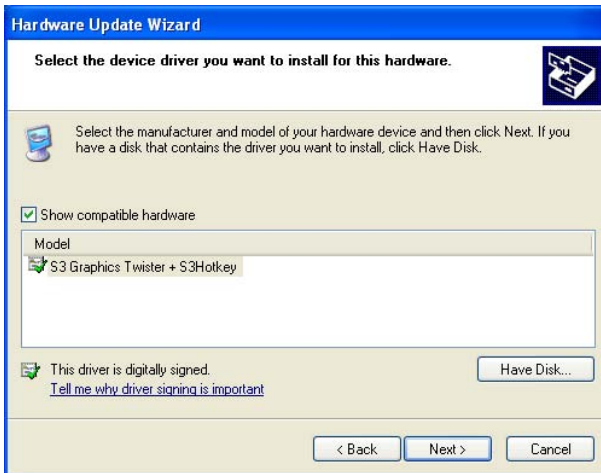 Hardware Update Wizard
Select the device driver you want to install for this hardware.
Select the manufacturer and model of your hardware device and then click Next. If you
have a disk that contains the driver you want to install, click Have Disk.
Show compatible hardware
Model
S3 Graphics Twister + S3Hotkey
This driver is digitally signed.
Tell me why driver signing is important
Have Disk...
< Back
Next >
Cancel